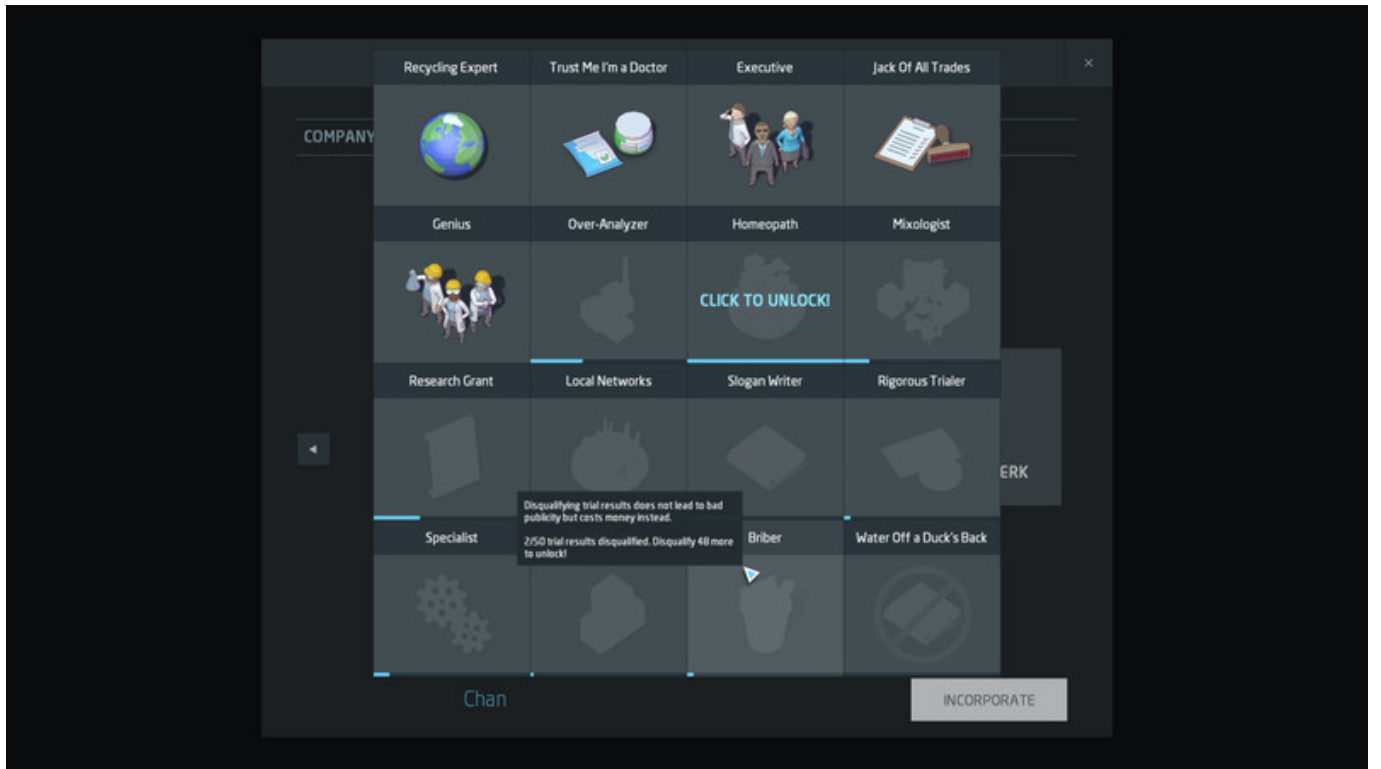 Recycling Expert
Trust Me I'm a Doctor
Executive
Jack Of All Trades
COMPANY
Genius
Over-Analyzer
Homeopath
Mixologist
CLICK TO UNLOCK!
Research Grant
Local Networks
Slogan Writer
Rigorous Trialer
ERK
Disqualifying trial results does not lead to bad
publicity but costs money instead.
2/50 trial results disqualified. Disqualify 48 more
to unlock!
Specialist
Briber
Water Off a Duck's Back
Chan
INCORPORATE